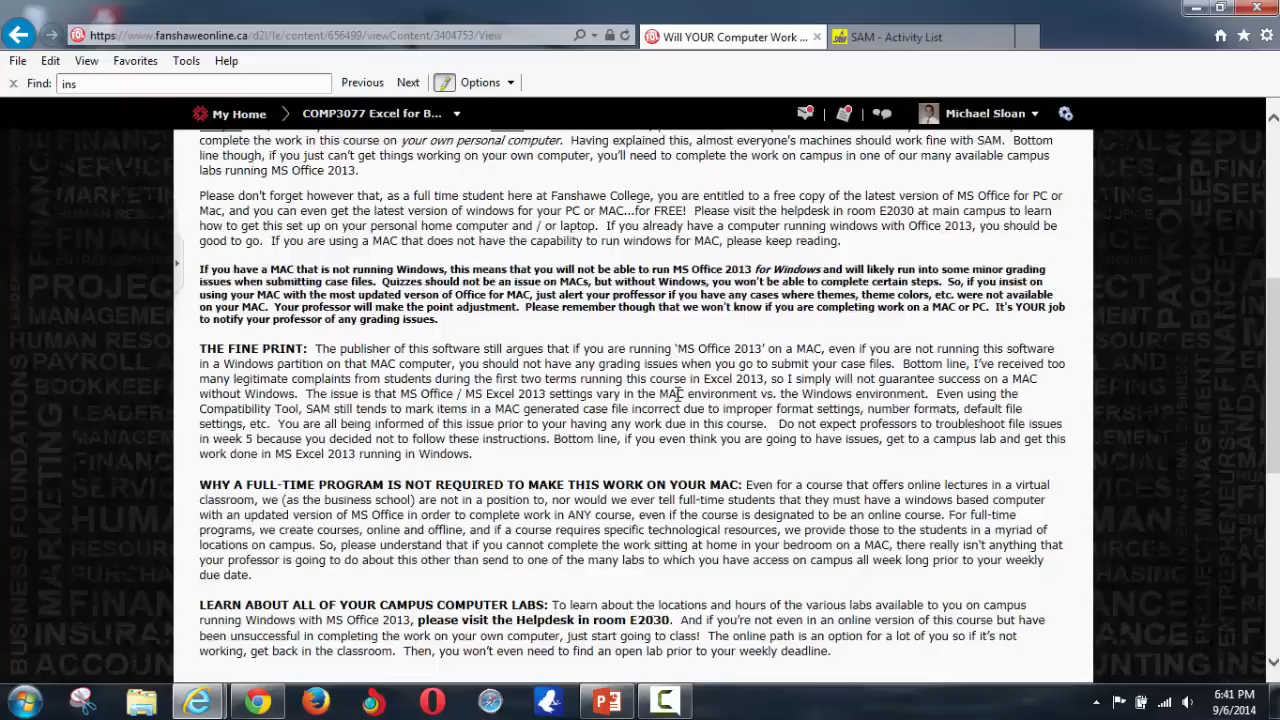 https://www.fanshaweonline.ca/d2l/le/content/656499/viewContent/3404753/View
Will YOUR Computer Work ...
SAM - Activity List
File Edit View Favorites Tools Help
Find: ins Previous Next Options
My Home COMP3077 Excel for B... Michael Sloan
complete the work in this course on your own personal computer. Having explained this, almost everyone's machines should work fine with SAM. Bottom
line though, if you just can't get things working on your own computer, you'll need to complete the work on campus in one of our many available campus
labs running MS Office 2013.
Please don't forget however that, as a full time student here at Fanshawe College, you are entitled to a free copy of the latest version of MS Office for PC or
Mac, and you can even get the latest version of windows for your PC or MAC...for FREE! Please visit the helpdesk in room E2030 at main campus to learn
how to get this set up on your personal home computer and / or laptop. If you already have a computer running windows with Office 2013, you should be
good to go. If you are using a MAC that does not have the capability to run windows for MAC, please keep reading.
If you have a MAC that is not running Windows, this means that you will not be able to run MS Office 2013 for Windows and will likely run into some minor grading
issues when submitting case files. Quizzes should not be an issue on MACs, but without Windows, you won't be able to complete certain steps. So, if you insist on
using your MAC with the most updated verson of Office for MAC, just alert your proffessor if you have any cases where themes, theme colors, etc. were not available
on your MAC. Your professor will make the point adjustment. Please remember though that we won't know if you are completing work on a MAC or PC. It's YOUR job
to notify your professor of any grading issues.
THE FINE PRINT: The publisher of this software still argues that if you are running 'MS Office 2013' on a MAC, even if you are not running this software
in a Windows partition on that MAC computer, you should not have any grading issues when you go to submit your case files. Bottom line, I've received too
many legitimate complaints from students during the first two terms running this course in Excel 2013, so I simply will not guarantee success on a MAC
without Windows. The issue is that MS Office / MS Excel 2013 settings vary in the MAC environment vs. the Windows environment. Even using the
Compatibility Tool, SAM still tends to mark items in a MAC generated case file incorrect due to improper format settings, number formats, default file
settings, etc. You are all being informed of this issue prior to your having any work due in this course. Do not expect professors to troubleshoot file issues
in week 5 because you decided not to follow these instructions. Bottom line, if you even think you are going to have issues, get to a campus lab and get this
work done in MS Excel 2013 running in Windows.
WHY A FULL-TIME PROGRAM IS NOT REQUIRED TO MAKE THIS WORK ON YOUR MAC: Even for a course that offers online lectures in a virtual
classroom, we (as the business school) are not in a position to, nor would we ever tell full-time students that they must have a windows based computer
with an updated version of MS Office in order to complete work in ANY course, even if the course is designated to be an online course. For full-time
programs, we create courses, online and offline, and if a course requires specific technological resources, we provide those to the students in a myriad of
locations on campus. So, please understand that if you cannot complete the work sitting at home in your bedroom on a MAC, there really isn't anything that
your professor is going to do about this other than send to one of the many labs to which you have access on campus all week long prior to your weekly
due date.
LEARN ABOUT ALL OF YOUR CAMPUS COMPUTER LABS: To learn about the locations and hours of the various labs available to you on campus
running Windows with MS Office 2013, please visit the Helpdesk in room E2030. And if you're not even in an online version of this course but have
been unsuccessful in completing the work on your own computer, just start going to class! The online path is an option for a lot of you so if it's not
working, get back in the classroom. Then, you won't even need to find an open lab prior to your weekly deadline.
6:41 PM
9/6/2014